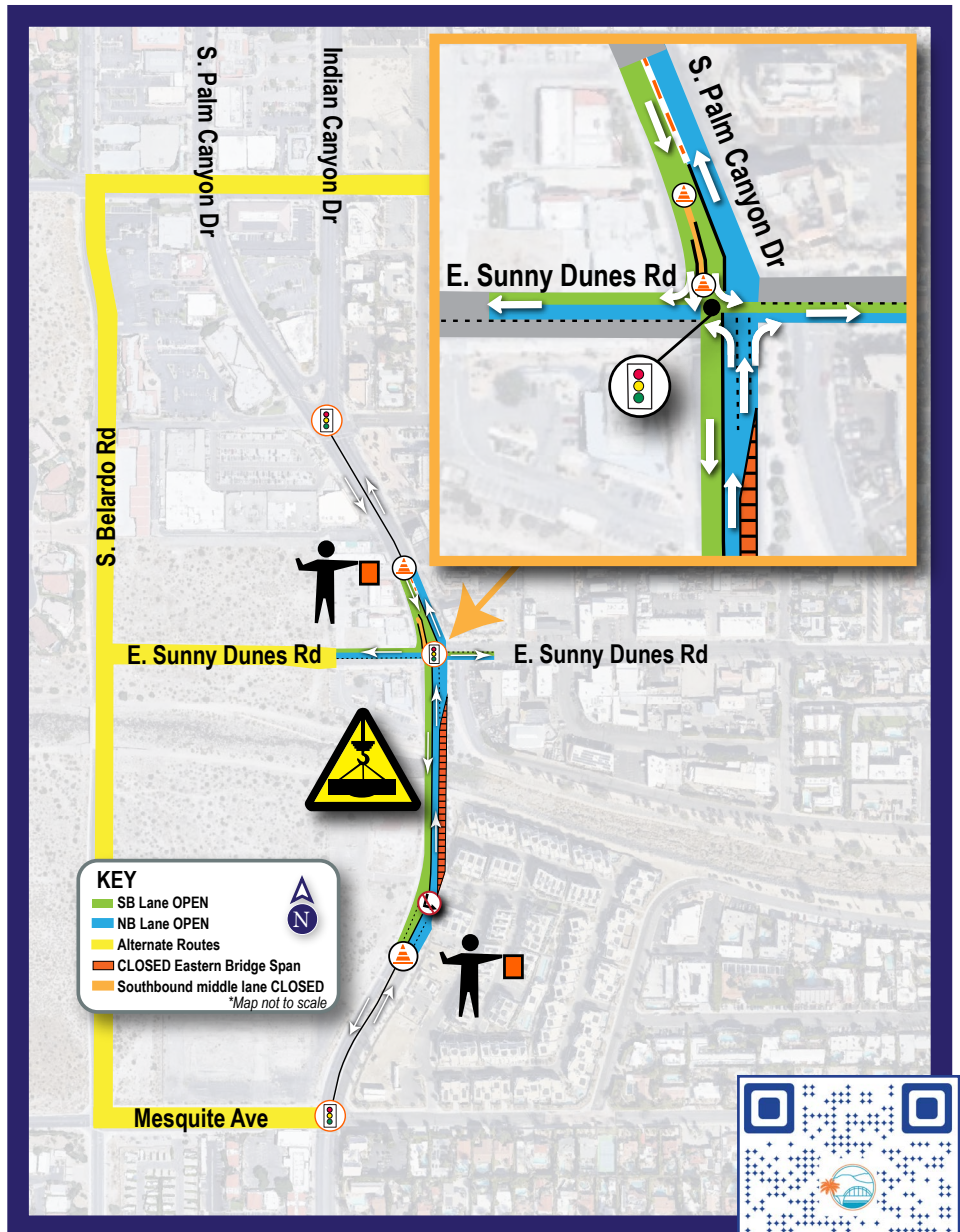 S. Palm Canyon Dr
Indian Canyon Dr
S. Palm Canyon Dr
E. Sunny Dunes Rd
S. Belardo Rd
E. Sunny Dunes Rd
E. Sunny Dunes Rd
KEY
SB Lane OPEN
NB Lane OPEN
Alternate Routes
CLOSED Eastern Bridge Span
Southbound middle lane CLOSED
*Map not to scale
N
Mesquite Ave